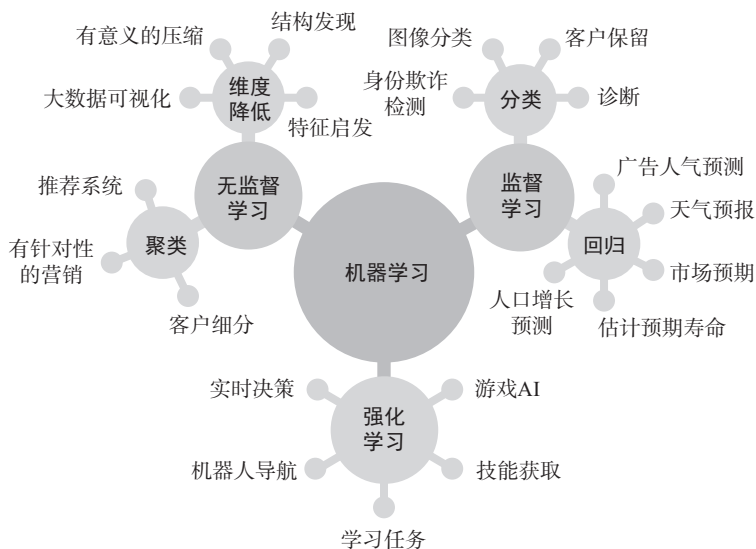 结构发现
有意义的压缩
图像分类
客户保留
大数据可视化
维度
降低
身份欺诈
检测
分类
诊断
特征启发
推荐系统
无监督
学习
监督
学习
广告人气预测
天气预报
有针对性
的营销
聚类
机器学习
回归
市场预期
人口增长
预测
客户细分
估计预期寿命
实时决策
游戏AI
强化
学习
机器人导航
技能获取
学习任务